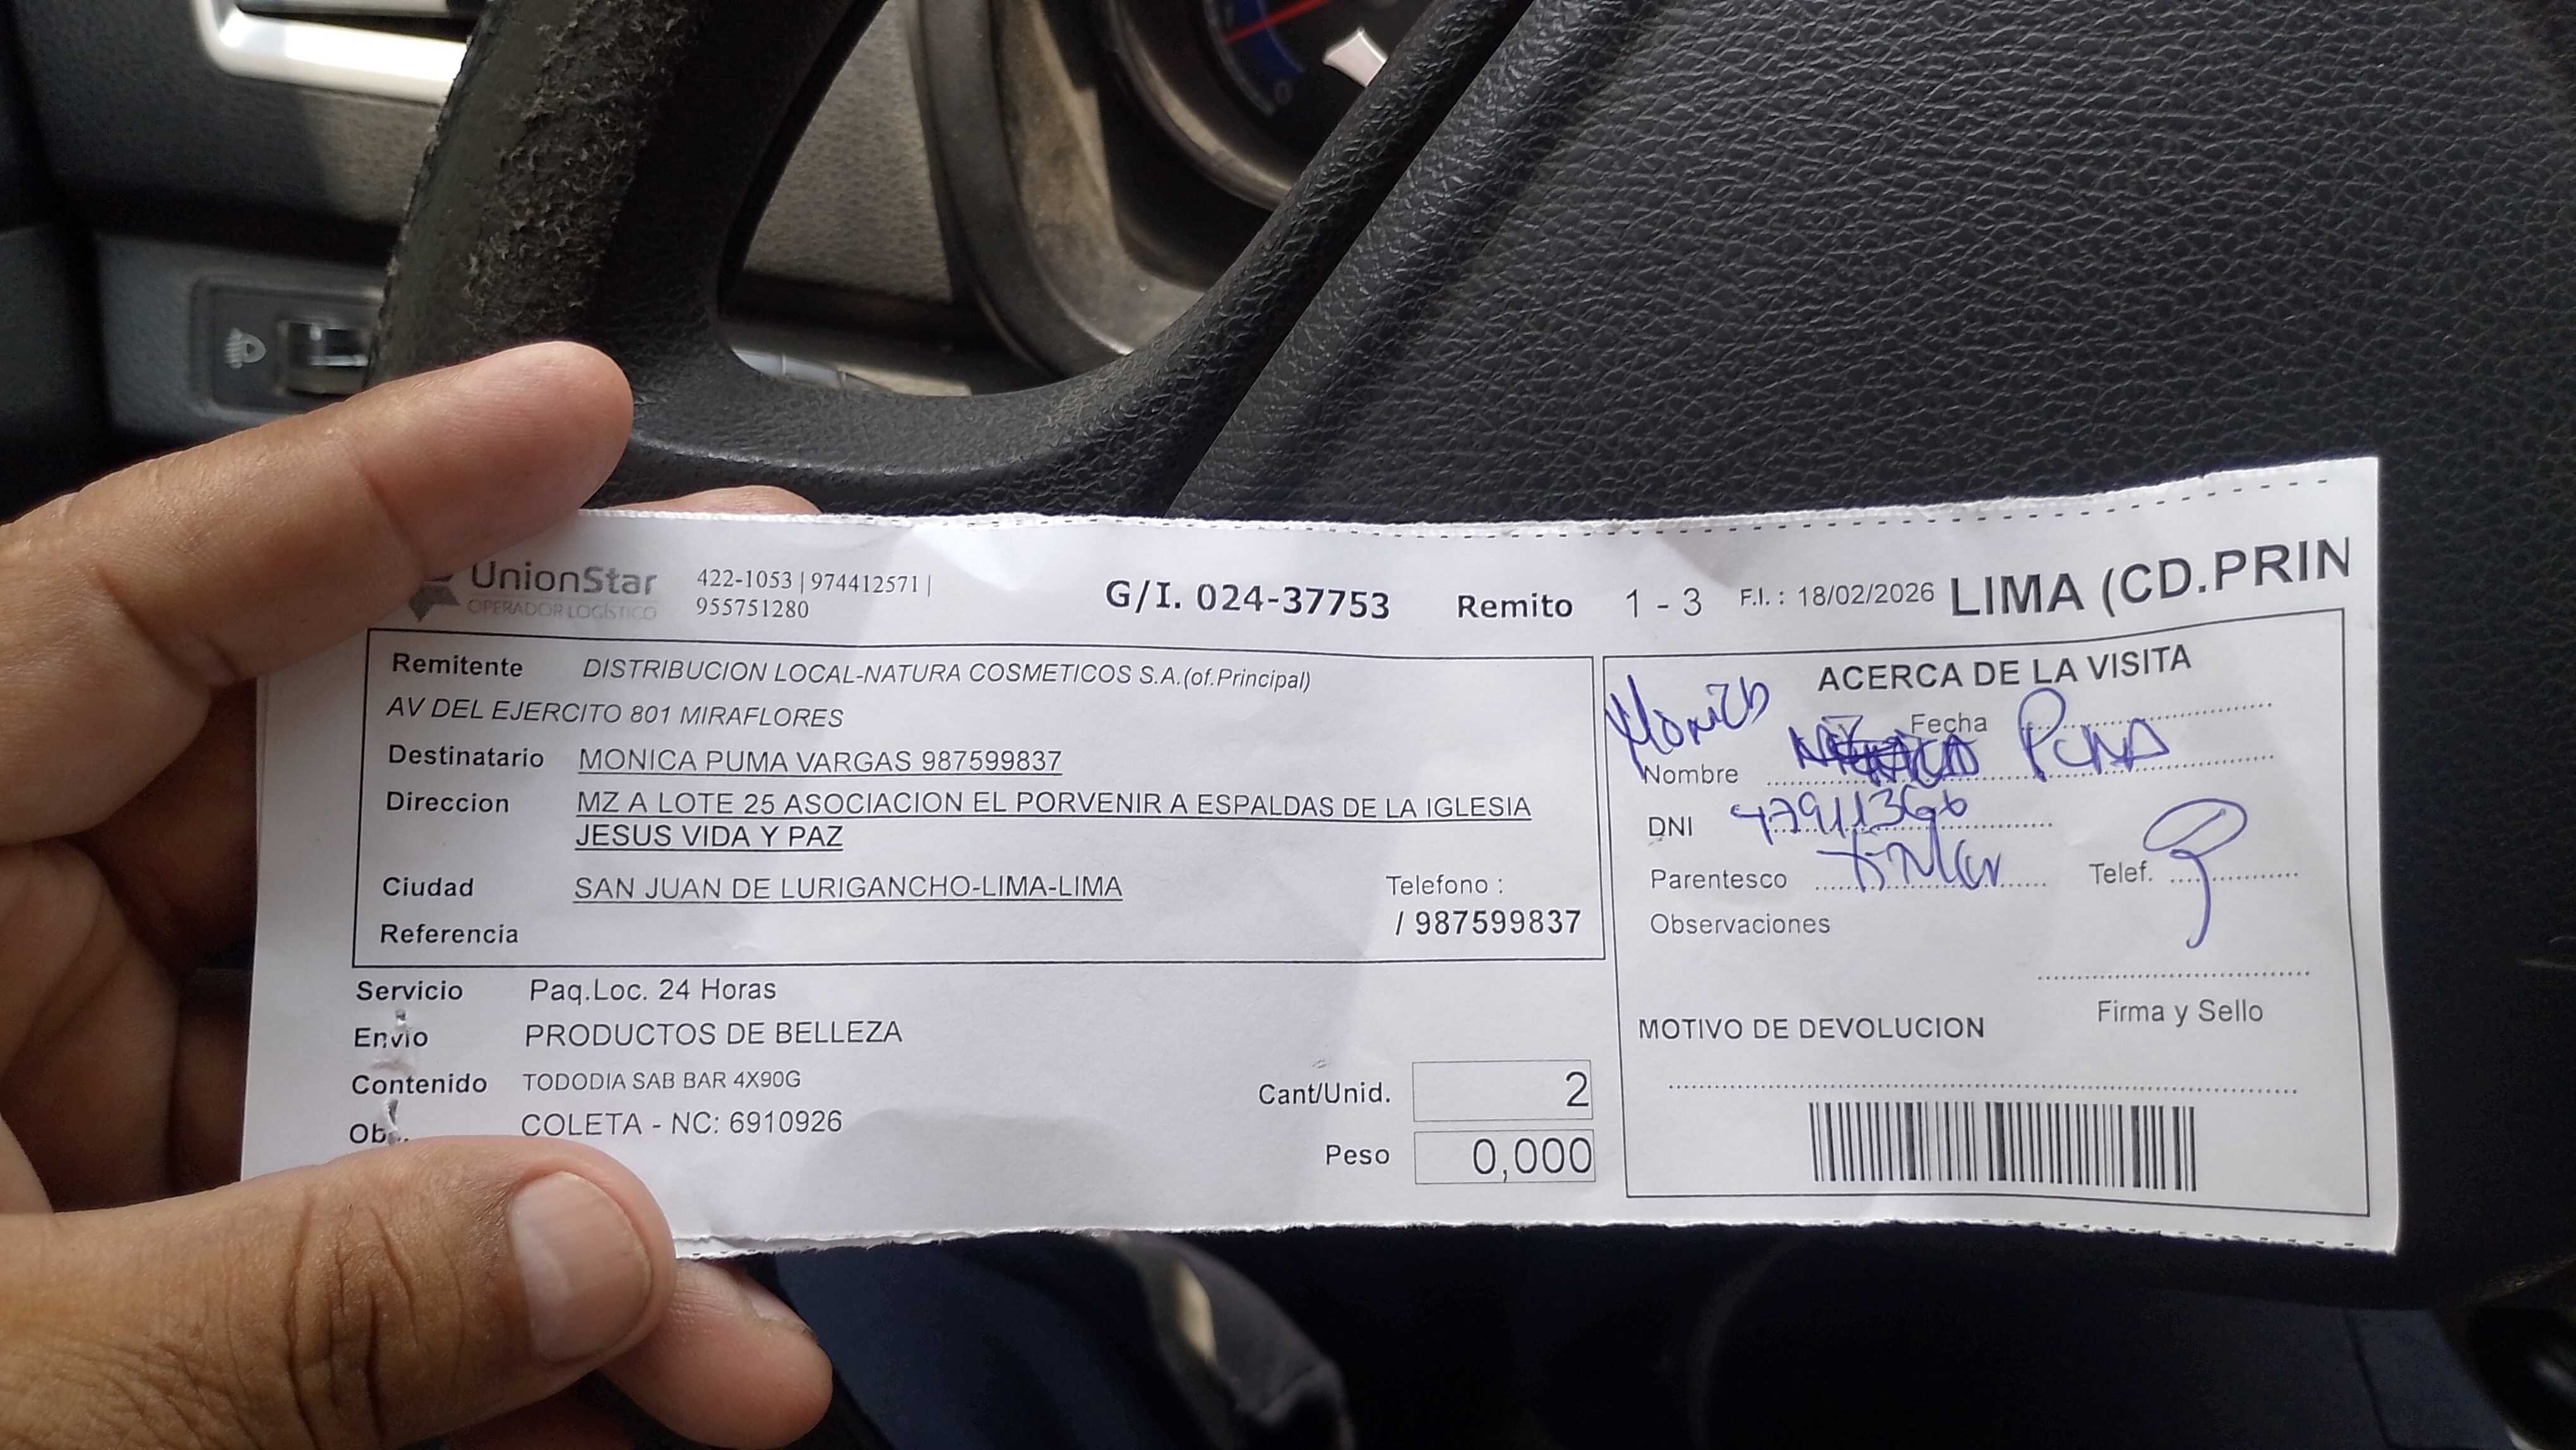 UnionStar
OPERADOR LOGÍSTICO
422-1053 | 974412571 |
955751280
G/I. 024-37753 Remito 1 - 3 F.I. : 18/02/2026 LIMA (CD.PRIN
Remitente DISTRIBUCION LOCAL-NATURA COSMETICOS S.A.(of.Principal)
AV DEL EJERCITO 801 MIRAFLORES
Destinatario MONICA PUMA VARGAS 987599837
Direccion MZ A LOTE 25 ASOCIACION EL PORVENIR A ESPALDAS DE LA IGLESIA
JESUS VIDA Y PAZ
Ciudad SAN JUAN DE LURIGANCHO-LIMA-LIMA
Telefono :
/ 987599837
Referencia
Servicio Paq.Loc. 24 Horas
Envio PRODUCTOS DE BELLEZA
Contenido TODODIA SAB BAR 4X90G
COLETA - NC: 6910926
Cant/Unid. 2
Peso 0,000
ACERCA DE LA VISITA
Fecha
Monica
Nombre Puma
DNI
Parentesco
Telef.
Observaciones
Firma y Sello
MOTIVO DE DEVOLUCION